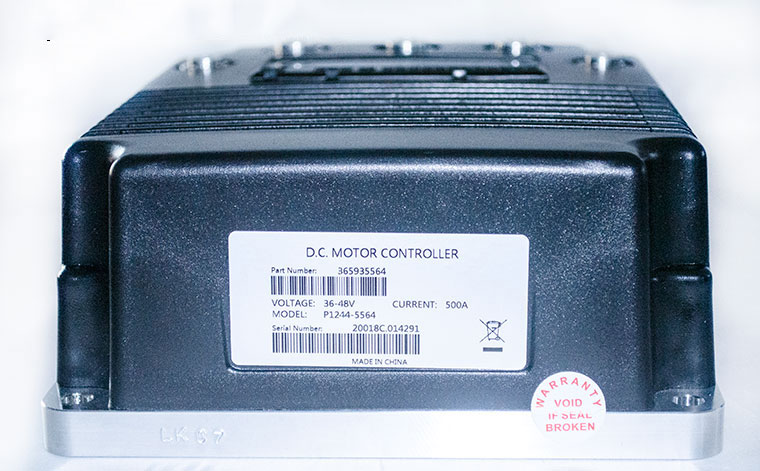 D.C. MOTOR CONTROLLER
Part Number: 365935564
VOLTAGE: 36-48V CURRENT: 500A
MODEL: P1244-5564
Serial Number: 20018C.014291
MADE IN CHINA
WARRANTY
VOID
IF SEAL
BROKEN
LK67